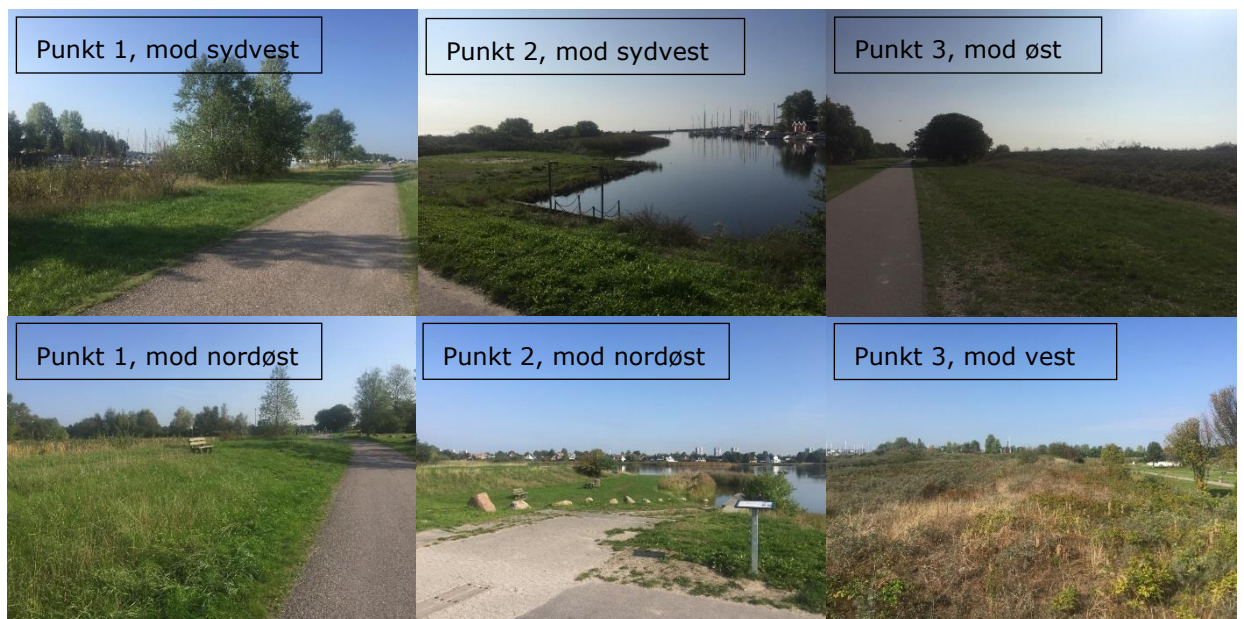 Punkt 1, mod sydvest
Punkt 2, mod sydvest
Punkt 3, mod øst
Punkt 1, mod nordøst
Punkt 2, mod nordøst
Punkt 3, mod vest